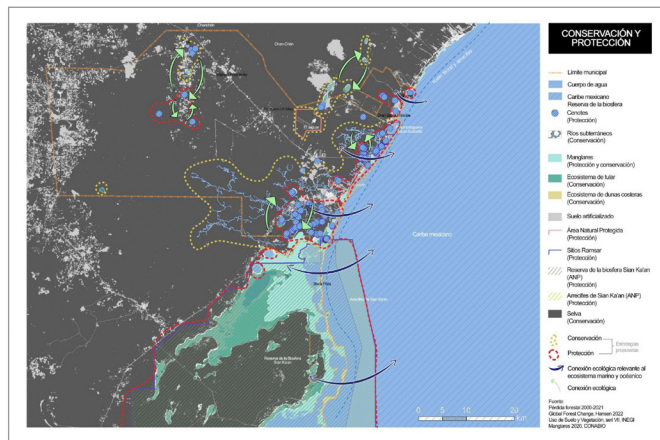 CONSERVACIÓN Y
PROTECCIÓN
Límite municipal
Cuerpo de agua
Caribe mexicano
Reserva de la biosfera
Cenotes
(Protección)
Ríos subterráneos
(Conservación)
Manglares
(Protección y conservación)
Ecosistema de tular
(Conservación)
Ecosistema de dunas costeras
(Conservación)
Suelo artificializado
Área Natural Protegida
(Protección)
Sitios Ramsar
(Protección)
Reserva de la biosfera Sian Ka'an
(ANP)
(Protección)
Arrecifes de Sian Ka'an (ANP)
(Protección)
Selva
(Conservación)
Conservación
Protección
Estrategias
propuestas
Conexión ecológica relevante al
ecosistema marino y oceánico
Conexión ecológica
Fuente:
Pérdida forestal 2000-2021
Global Forest Change, Hansen 2022
Uso de Suelo y Vegetación, serí VII, INEGI
Manglares 2020, CONABIO
Caribe mexicano
Reserva de la Biosfera
Sian Ka'an
0
5
10
20
km